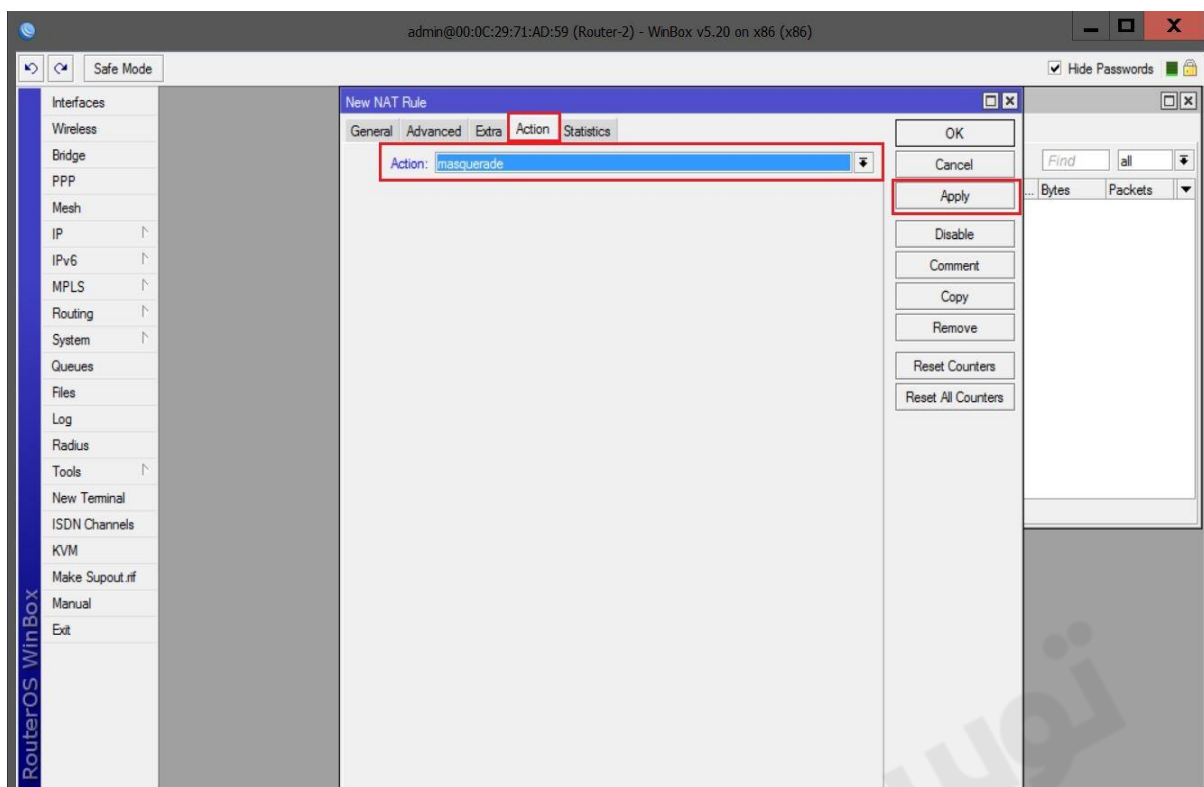 admin@00:0C:29:71:AD:59 (Router-2) - WinBox v5.20 on x86 (x86)
X
Safe Mode
Hide Passwords
RouterOS WinBox
Interfaces
Wireless
Bridge
PPP
Mesh
IP
IPv6
MPLS
Routing
System
Queues
Files
Log
Radius
Tools
New Terminal
ISDN Channels
KVM
Make Supout.rif
Manual
Exit
New NAT Rule
General Advanced Extra Action Statistics
Action: masquerade
OK
Cancel
Apply
Disable
Comment
Copy
Remove
Reset Counters
Reset All Counters
Find all
... Bytes Packets